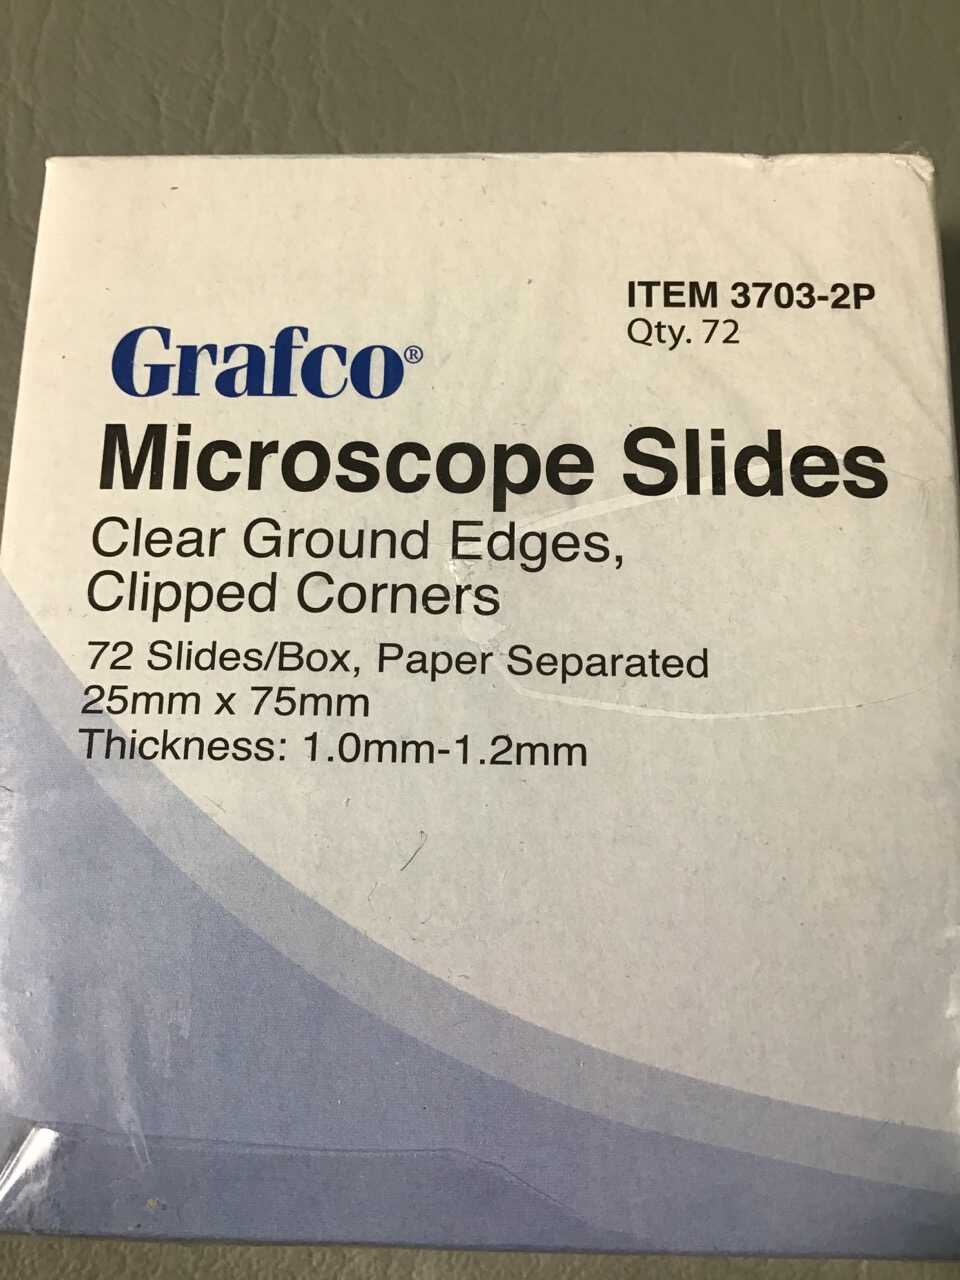 ITEM 3703-2P
Qty. 72
Grafco®
Microscope Slides
Clear Ground Edges,
Clipped Corners
72 Slides/Box, Paper Separated
25mm x 75mm
Thickness: 1.0mm-1.2mm